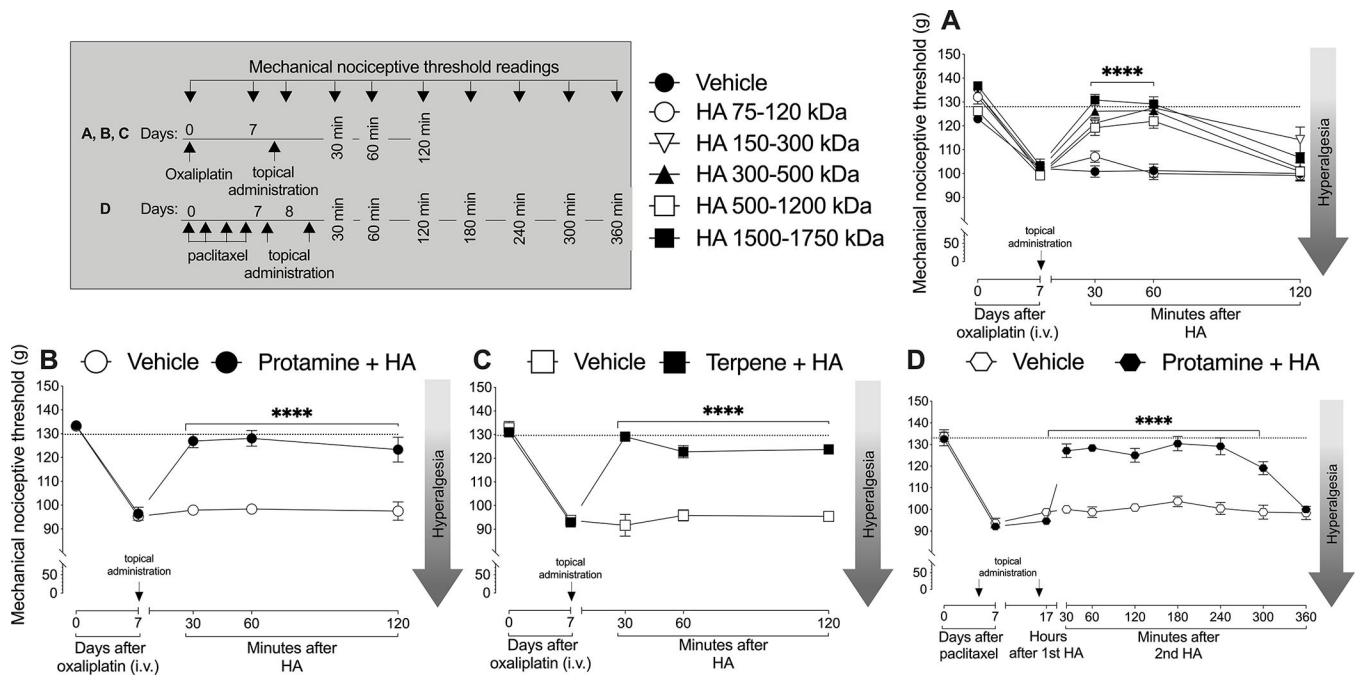 Mechanical nociceptive threshold readings
A, B, C Days: 0 7 30 min 60 min 120 min
Oxaliplatin topical administration
D Days: 0 7 8 30 min 60 min 120 min 180 min 240 min 300 min 360 min
paclitaxel topical administration
Vehicle
HA 75-120 kDa
HA 150-300 kDa
HA 300-500 kDa
HA 500-1200 kDa
HA 1500-1750 kDa
A
Mechanical nociceptive threshold (g)
150
140
130
120
110
100
90
50
0
****
topical
administration
Hyperalgesia
0 7 30 60 120
Days after
oxaliplatin (i.v.)
Minutes after
HA
B Vehicle Protamine + HA
Mechanical nociceptive threshold (g)
150
140
130
120
110
100
90
50
0
****
topical
administration
Hyperalgesia
0 7 30 60 120
Days after
oxaliplatin (i.v.)
Minutes after
HA
C Vehicle Terpene + HA
150
140
130
120
110
100
90
50
0
****
topical
administration
Hyperalgesia
0 7 30 60 120
Days after
oxaliplatin (i.v.)
Minutes after
HA
D Vehicle Protamine + HA
150
140
130
120
110
100
90
50
0
****
topical
administration
Hyperalgesia
0 7 17 30 60 120 180 240 300 360
Days after
paclitaxel
Hours
after 1st HA
Minutes after
2nd HA